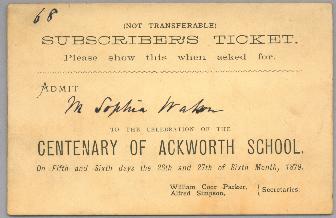 68
(NOT TRANSFERABLE)
SUBSCRIBER'S TICKET.
Please show this when asked for.
ADMIT
M Sophia Watson
TO THE CELEBRATION OF THE
CENTENARY OF ACKWORTH SCHOOL,
On Fifth and Sixth days the 26th and 27th of Sixth Month, 1879.
William Coor Parker, } Secretaries.
Alfred Simpson,